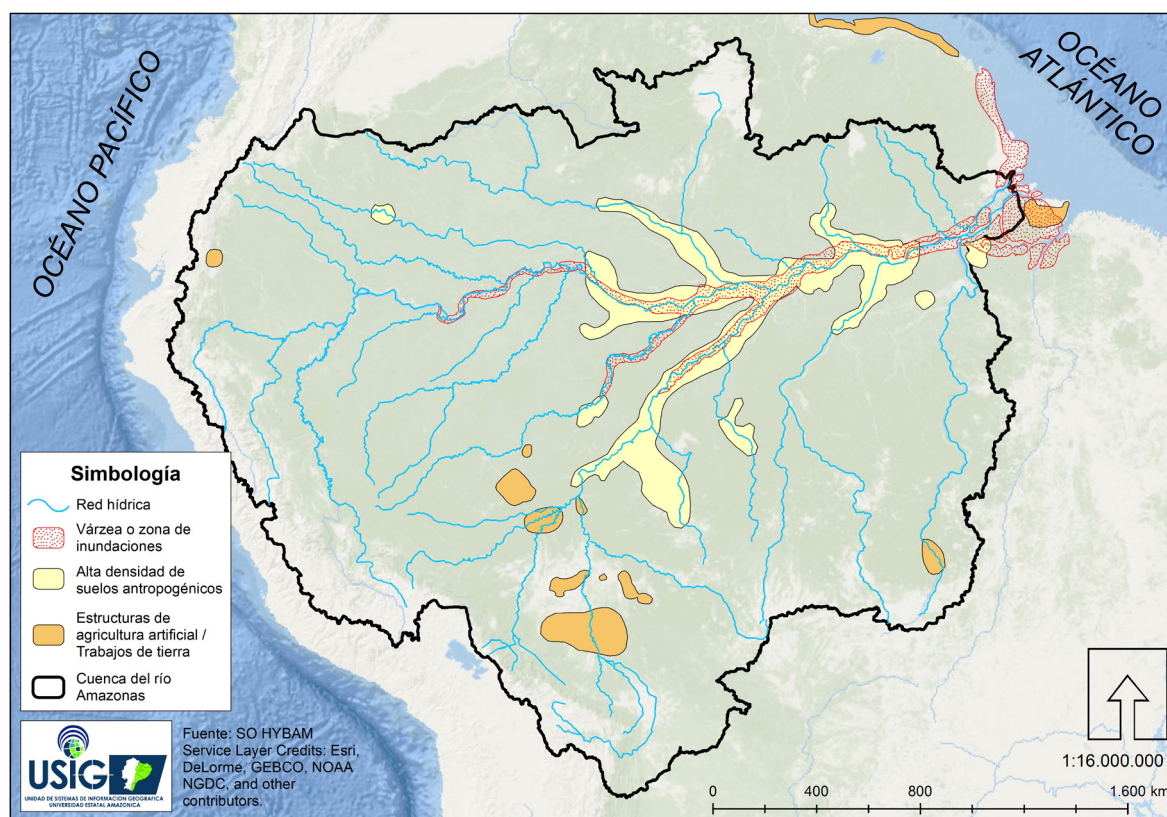 OCÉANO PACÍFICO
OCÉANO
ATLÁNTICO
Simbología
Red hídrica
Várzea o zona de
inundaciones
Alta densidad de
suelos antropogénicos
Estructuras de
agricultura artificial /
Trabajos de tierra
Cuenca del río
Amazonas
USIG
UNIDAD DE SISTEMAS DE INFORMACION GEOGRAFICA
UNIVERSIDAD ESTATAL AMAZONICA
Fuente: SO HYBAM
Service Layer Credits: Esri,
DeLorme, GEBCO, NOAA
NGDC, and other
contributors.
1:16.000.000
0 400 800 1.600 km